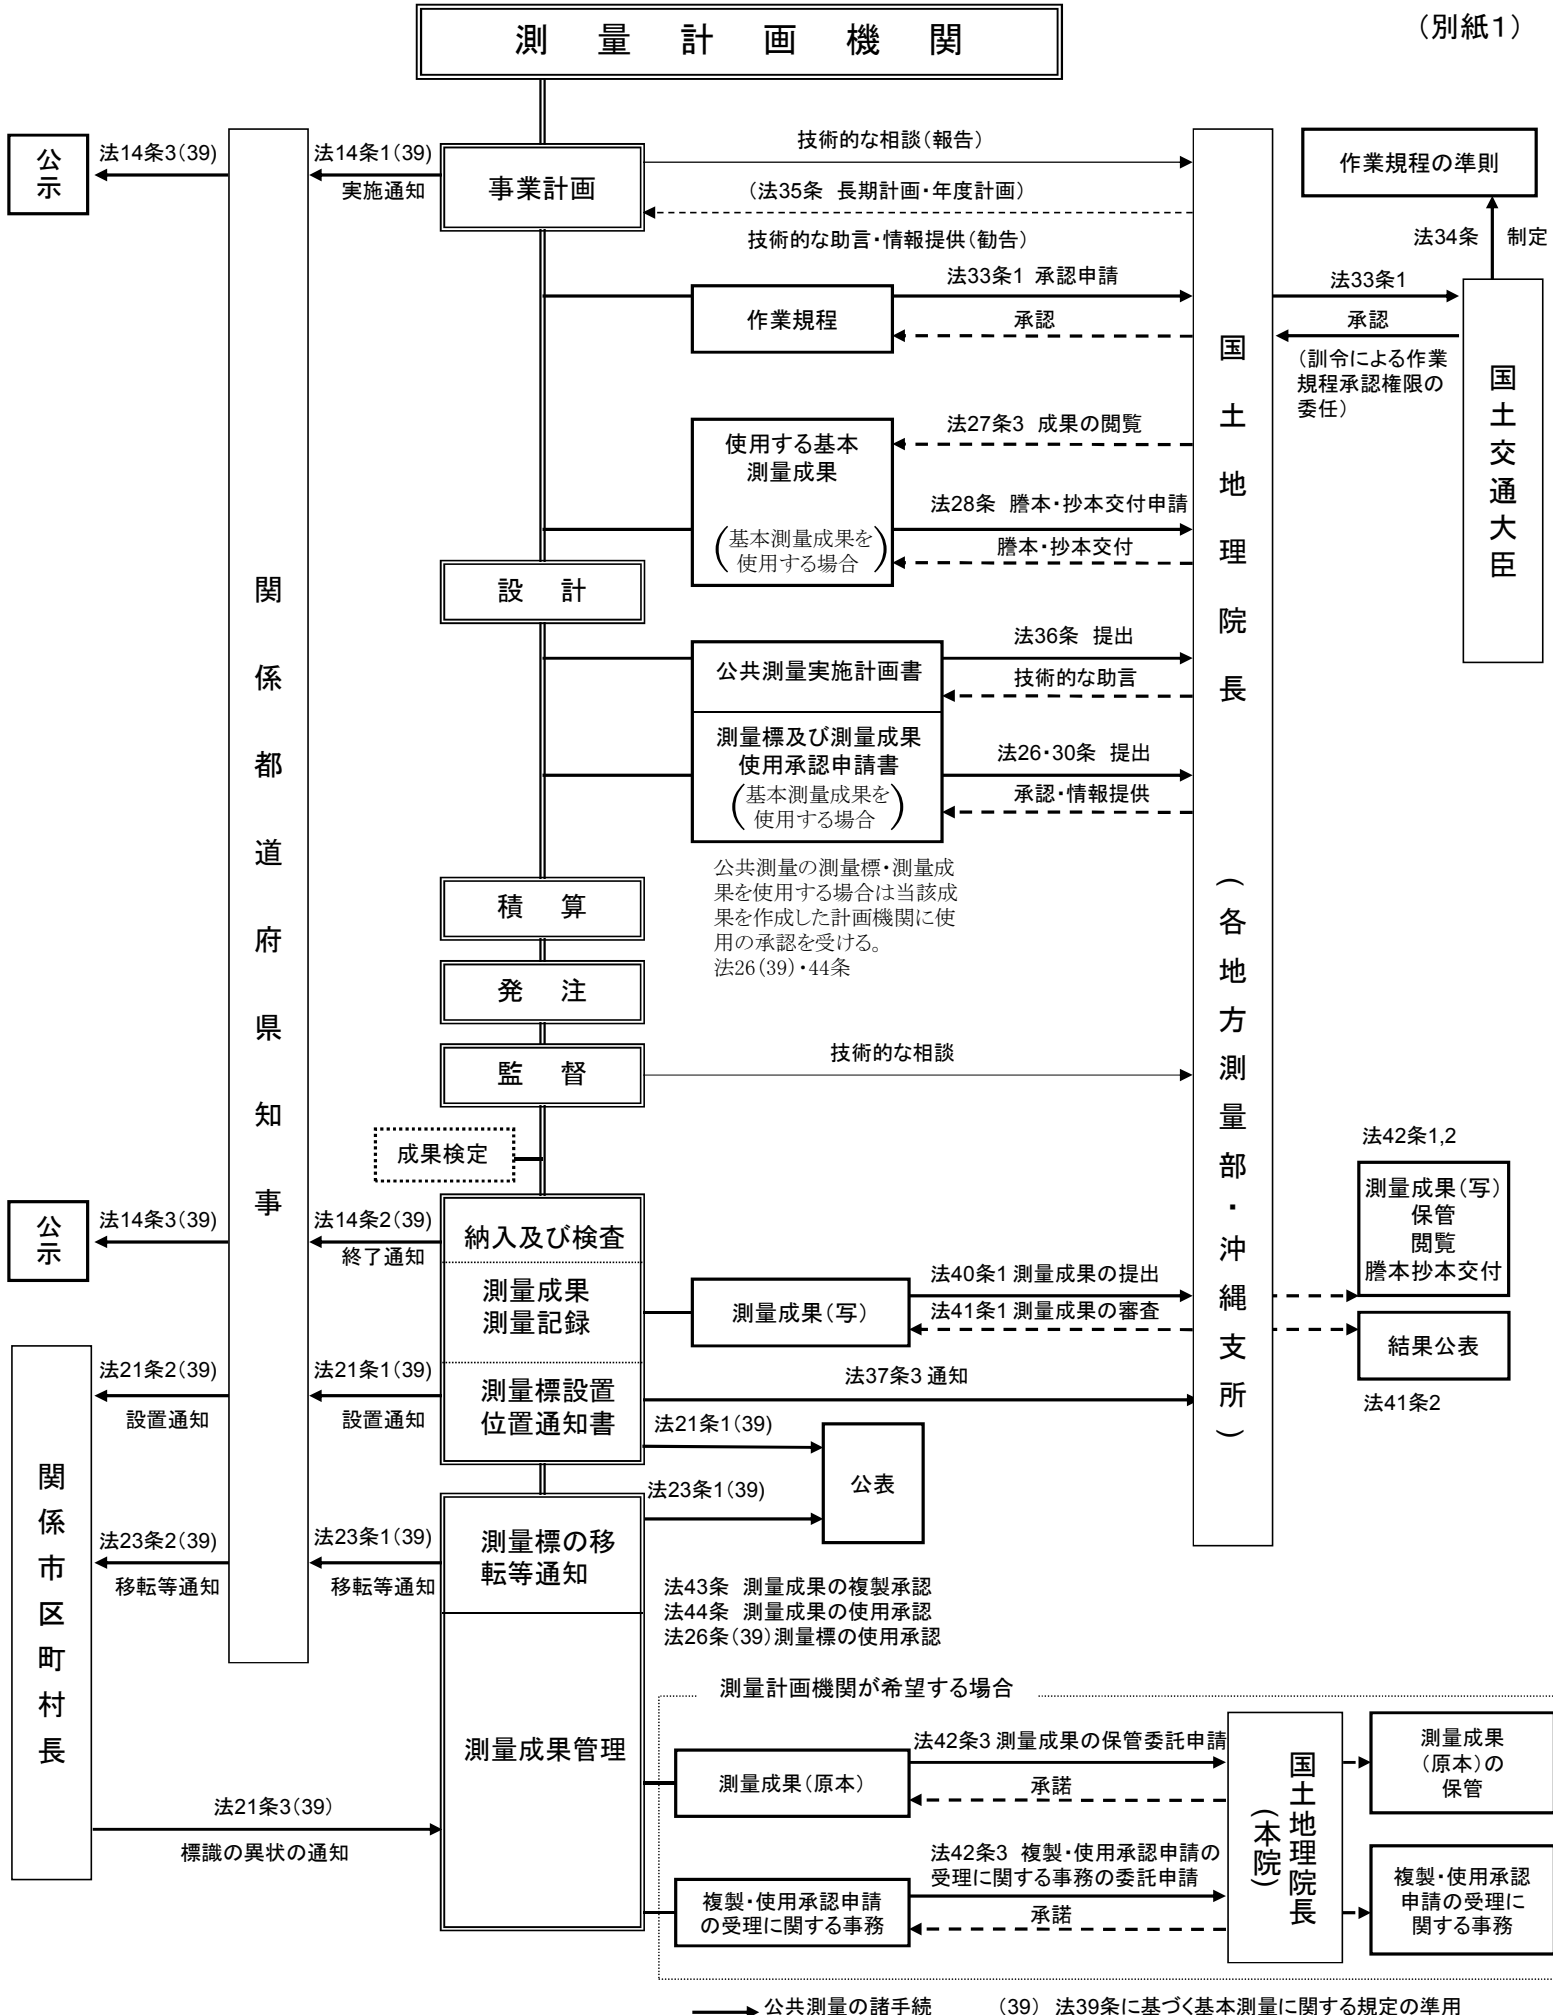 (別紙1)
測量計画機関
公
示
法14条3(39)
法14条1(39)
実施通知
事業計画
技術的な相談(報告)
(法35条 長期計画・年度計画)
技術的な助言・情報提供(勧告)
作業規程の準則
法34条 制定
作業規程
法33条1 承認申請
承認
法33条1
承認
(訓令による作業
規程承認権限の
委任)
国土交通大臣
国土地理院長(各地方測量部・沖縄支所)
関係都道府県知事
使用する基本
測量成果
(基本測量成果を
使用する場合)
法27条3 成果の閲覧
法28条 謄本・抄本交付申請
謄本・抄本交付
設計
公共測量実施計画書
法36条 提出
技術的な助言
測量標及び測量成果
使用承認申請書
(基本測量成果を
使用する場合)
法26・30条 提出
承認・情報提供
公共測量の測量標・測量成
果を使用する場合は当該成
果を作成した計画機関に使
用の承認を受ける。
法26(39)・44条
積算
発注
監督
技術的な相談
成果検定
公
示
法14条3(39)
法14条2(39)
終了通知
納入及び検査
測量成果
測量記録
測量成果(写)
法40条1 測量成果の提出
法41条1 測量成果の審査
法42条1,2
測量成果(写)
保管
閲覧
謄本抄本交付
結果公表
法41条2
法21条2(39)
設置通知
法21条1(39)
設置通知
測量標設置
位置通知書
法37条3 通知
法21条1(39)
公表
法23条1(39)
関係市区町村長
法23条2(39)
移転等通知
法23条1(39)
移転等通知
測量標の移
転等通知
法43条 測量成果の複製承認
法44条 測量成果の使用承認
法26条(39)測量標の使用承認
測量計画機関が希望する場合
測量成果管理
測量成果(原本)
法42条3 測量成果の保管委託申請
承諾
国土地理院長
(本院)
測量成果
(原本)の
保管
法21条3(39)
標識の異状の通知
複製・使用承認申請
の受理に関する事務
法42条3 複製・使用承認申請の
受理に関する事務の委託申請
承諾
複製・使用承認
申請の受理に
関する事務
公共測量の諸手続 (39) 法39条に基づく基本測量に関する規定の準用